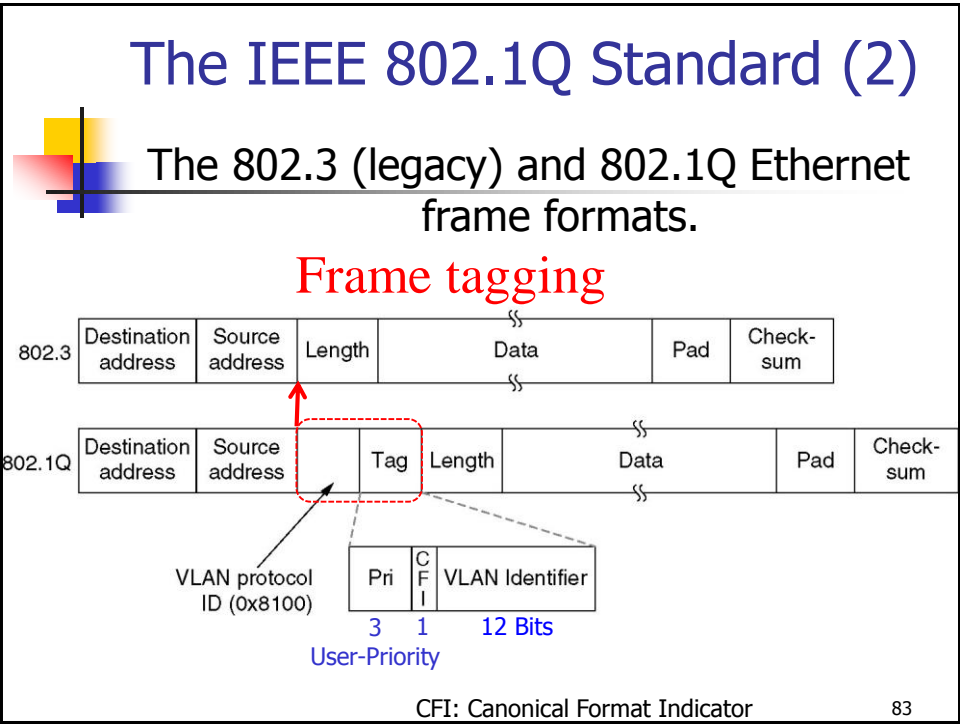 The IEEE 802.1Q Standard (2)
The 802.3 (legacy) and 802.1Q Ethernet
frame formats.
Frame tagging
802.3
Destination
address
Source
address
Length
Data
Pad
Check-
sum
802.1Q
Destination
address
Source
address
Tag
Length
Data
Pad
Check-
sum
VLAN protocol
ID (0x8100)
Pri
C
F
I
VLAN Identifier
3 1 12 Bits
User-Priority
CFI: Canonical Format Indicator
83